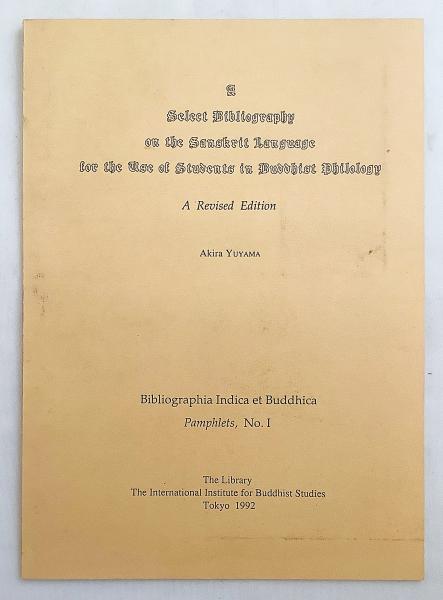 A
Select Bibliography
on the Sanskrit Language
for the Use of Students in Buddhist Philology
A Revised Edition
Akira YUYAMA
Bibliographia Indica et Buddhica
Pamphlets, No. I
The Library
The International Institute for Buddhist Studies
Tokyo 1992